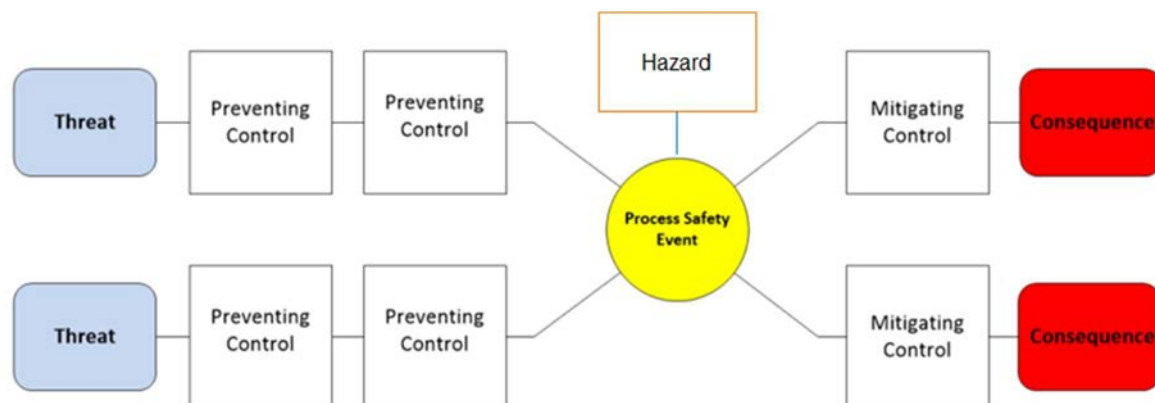 Hazard
Threat
Preventing
Control
Preventing
Control
Mitigating
Control
Consequence
Process Safety
Event
Threat
Preventing
Control
Preventing
Control
Mitigating
Control
Consequence